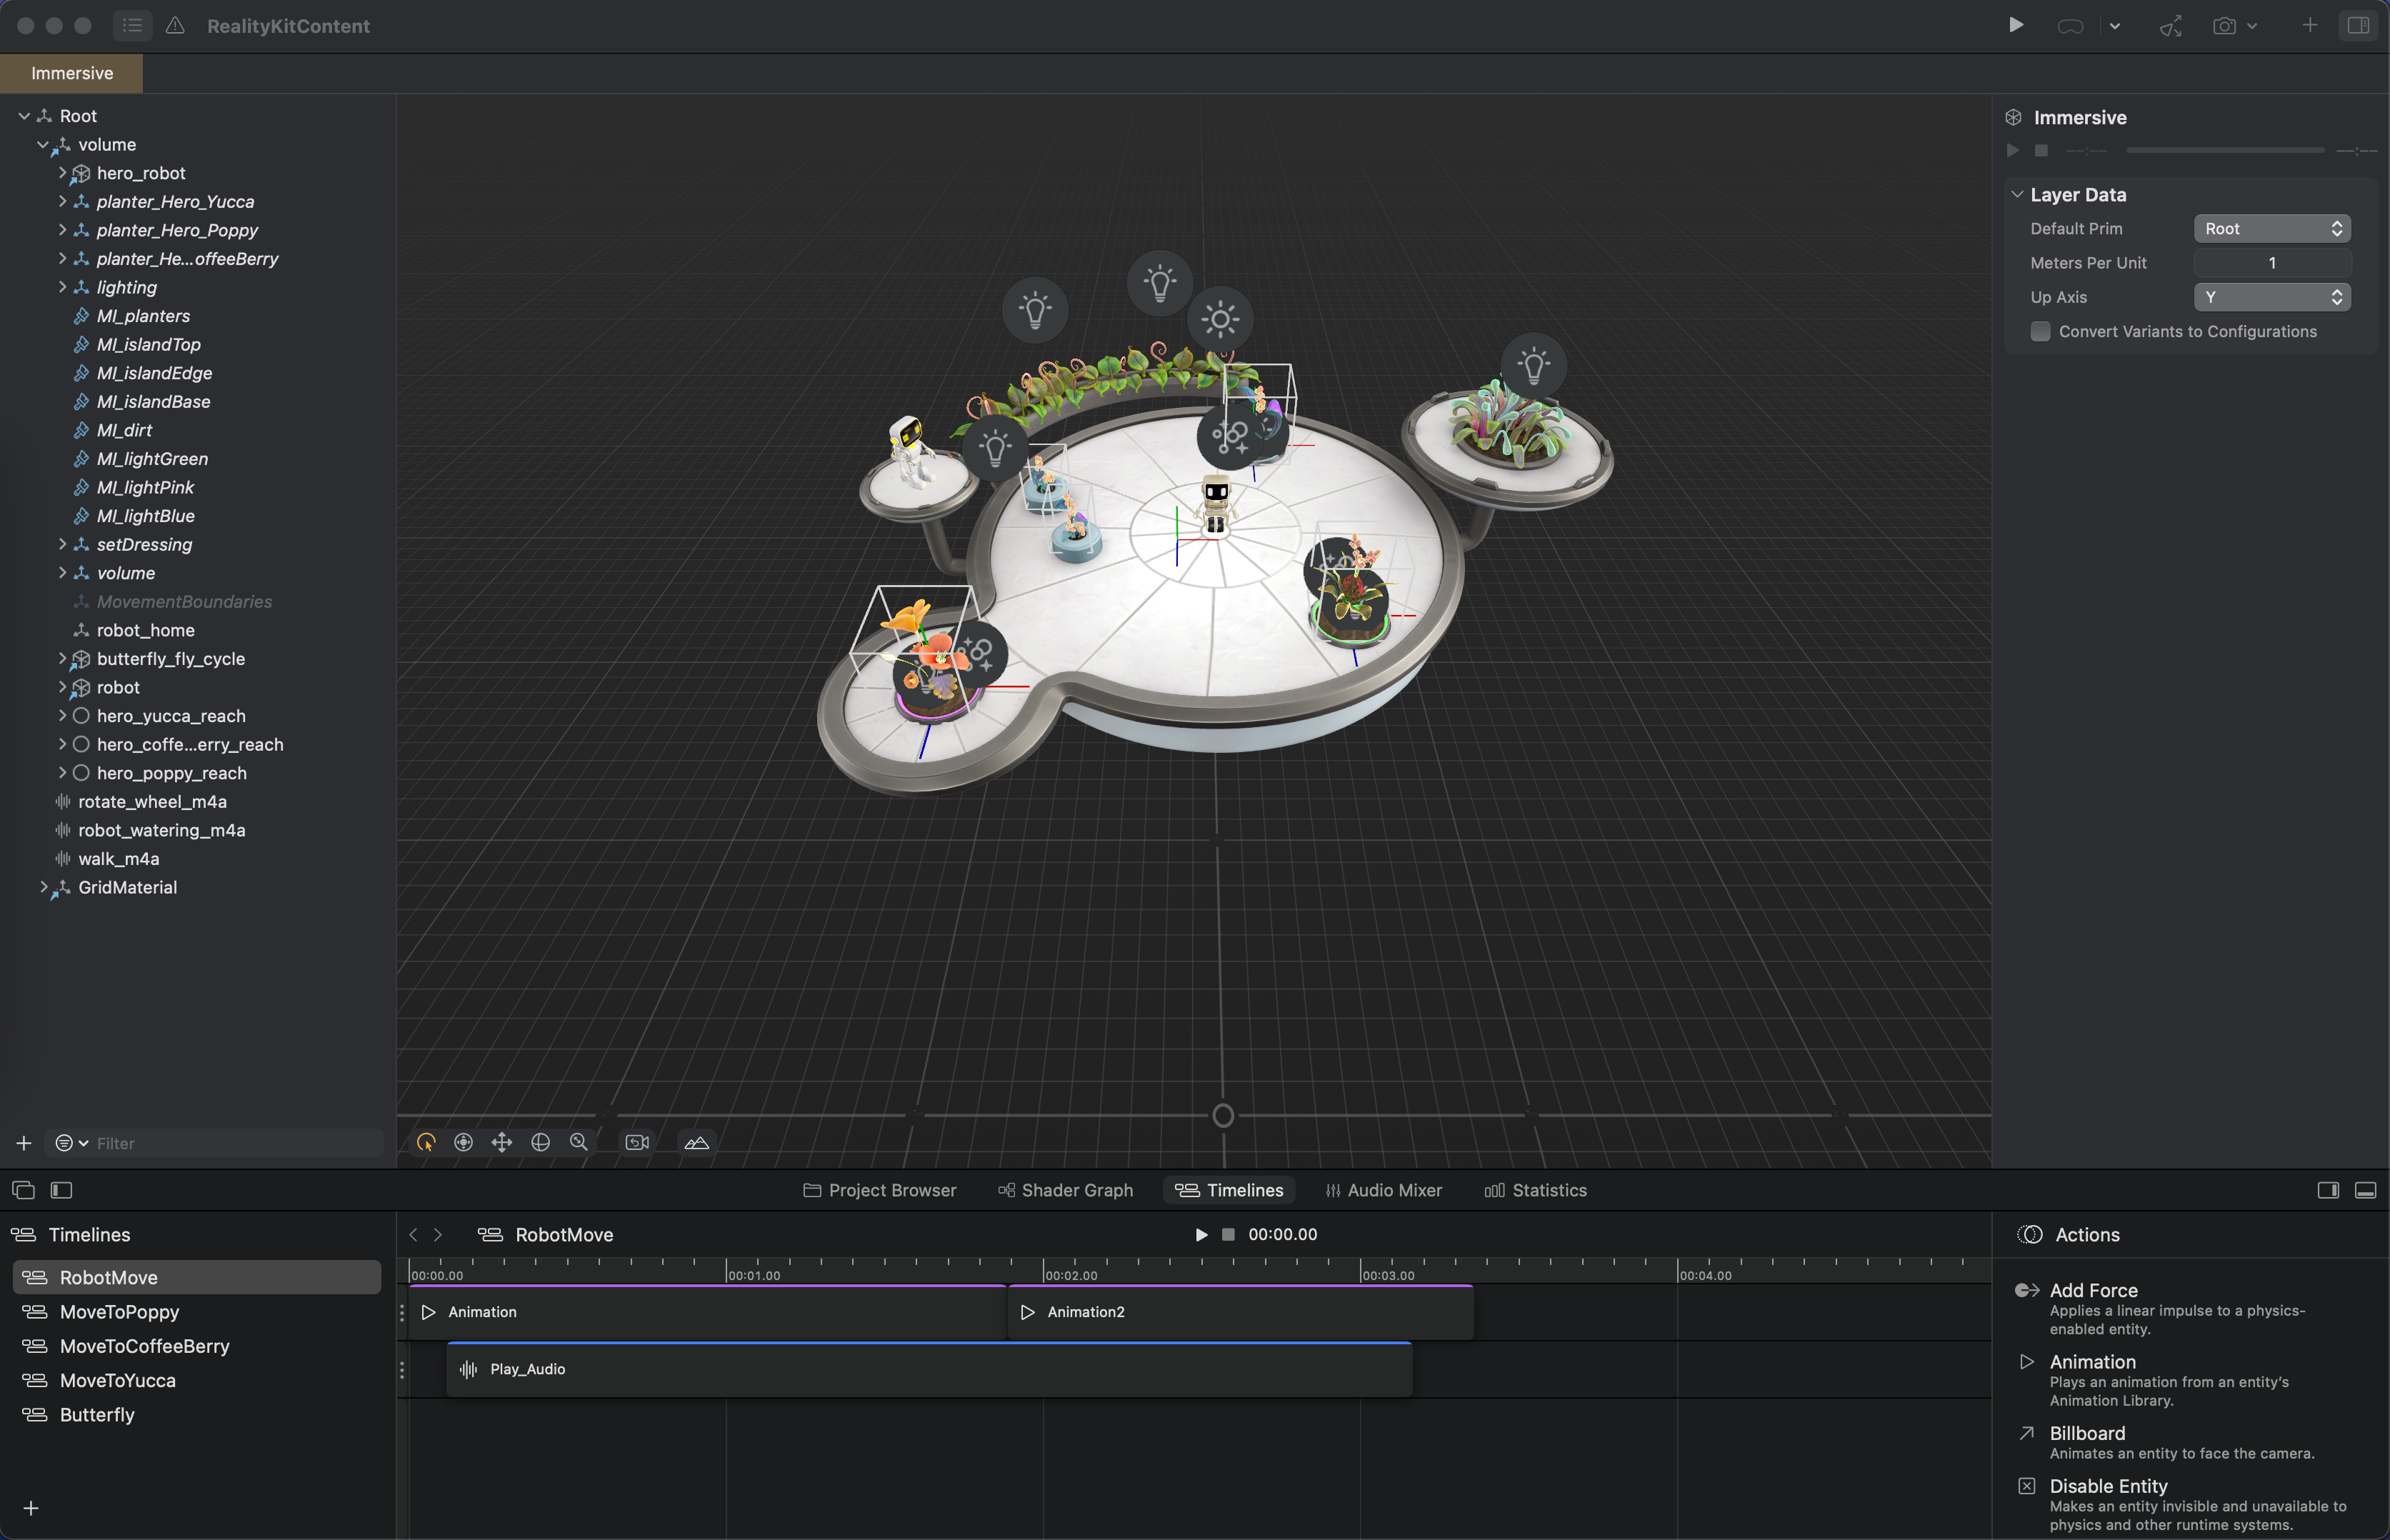 RealityKitContent
Immersive
Root
volume
hero_robot
planter_Hero_Yucca
planter_Hero_Poppy
planter_He...offeeBerry
lighting
MI_planters
MI_islandTop
MI_islandEdge
MI_islandBase
MI_dirt
MI_lightGreen
MI_lightPink
MI_lightBlue
setDressing
volume
MovementBoundaries
robot_home
butterfly_fly_cycle
robot
hero_yucca_reach
hero_coffe...erry_reach
hero_poppy_reach
rotate_wheel_m4a
robot_watering_m4a
walk_m4a
GridMaterial
Filter
Immersive
--:--
--:--
Layer Data
Default Prim Root
Meters Per Unit 1
Up Axis Y
Convert Variants to Configurations
Project Browser Shader Graph Timelines Audio Mixer Statistics
Timelines
RobotMove
MoveToPoppy
MoveToCoffeeBerry
MoveToYucca
Butterfly
RobotMove 00:00.00
00:00.00 00:01.00 00:02.00 00:03.00 00:04.00
Animation Animation2
Play_Audio
Actions
Add Force
Applies a linear impulse to a physics-
enabled entity.
Animation
Plays an animation from an entity’s
Animation Library.
Billboard
Animates an entity to face the camera.
Disable Entity
Makes an entity invisible and unavailable to
physics and other runtime systems.